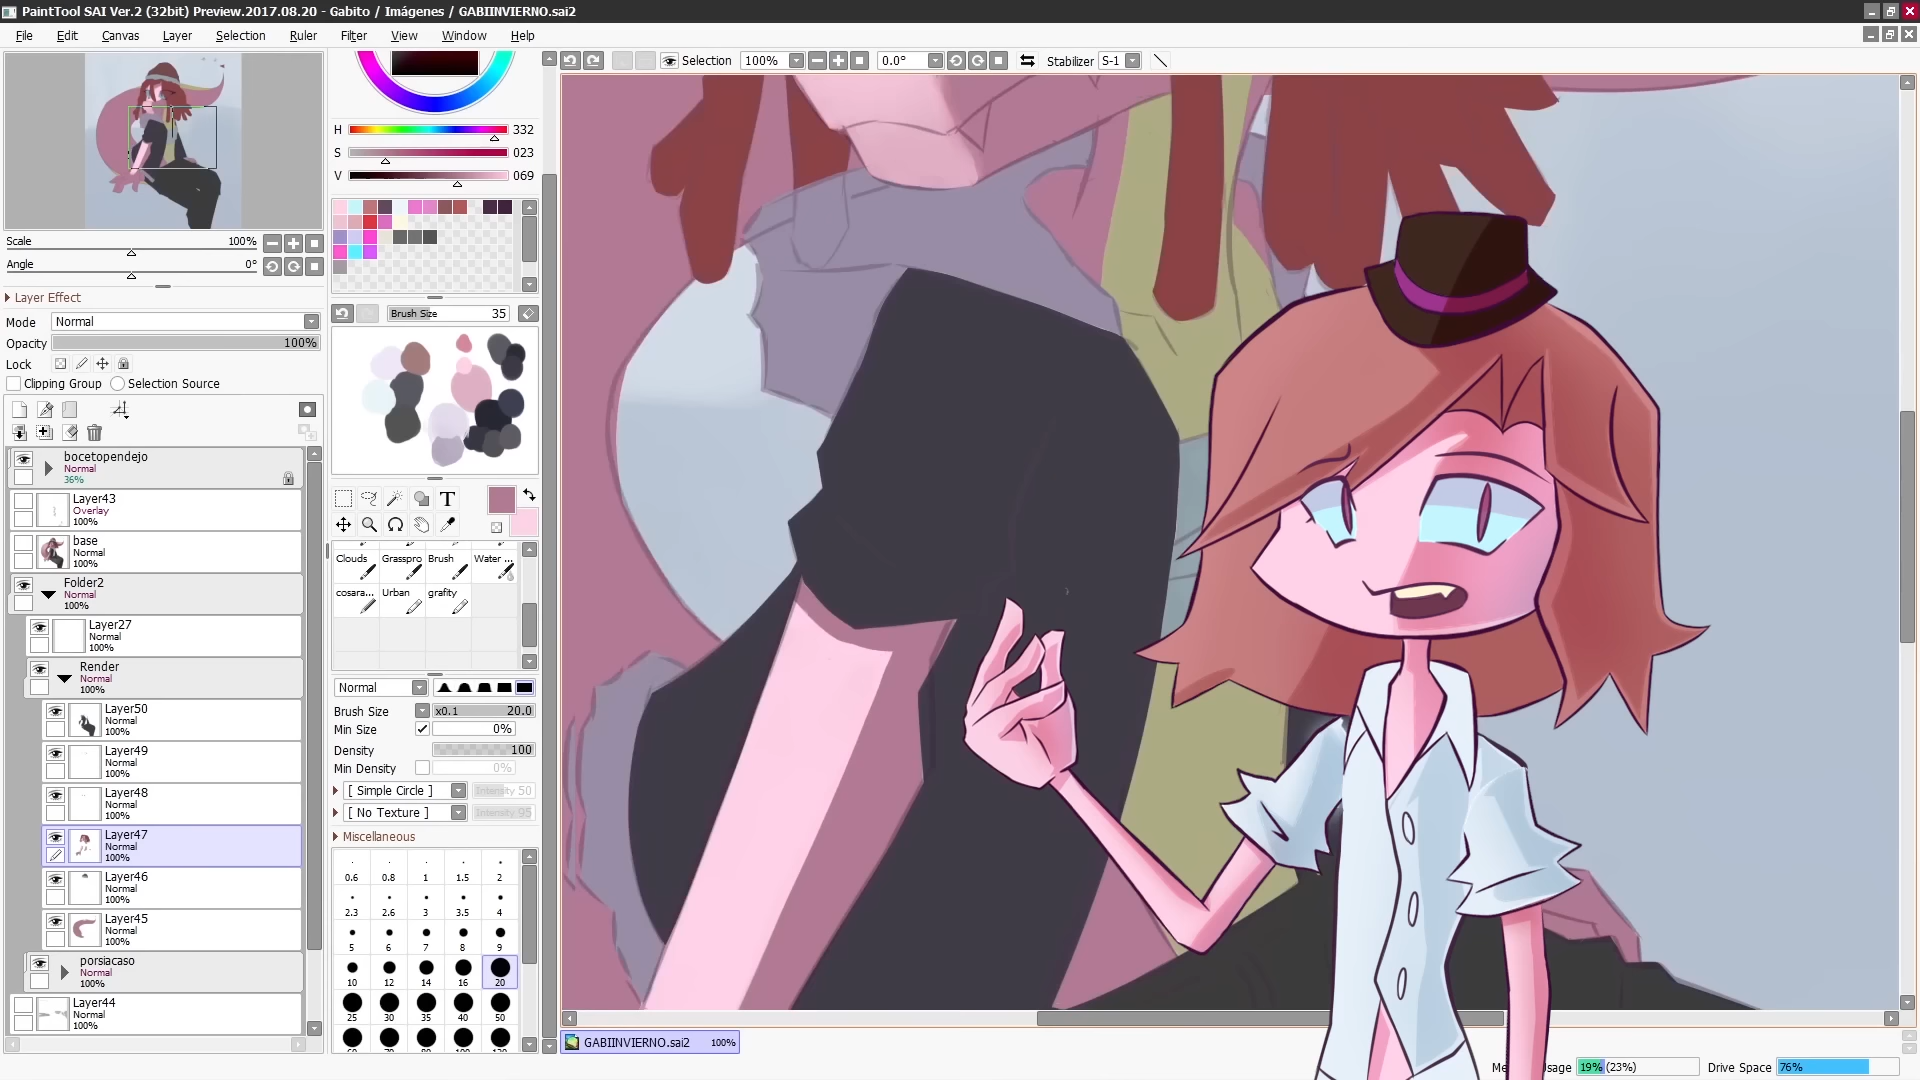 PaintTool SAI Ver.2 (32bit) Preview.2017.08.20 - Gabito / Imágenes / GABIINVIERNO.sai2
File Edit Canvas Layer Selection Ruler Filter View Window Help
Selection 100% 0.0° Stabilizer S-1
H 332
S 023
V 069
Scale 100%
Angle 0°
Layer Effect
Mode Normal
Opacity 100%
Lock
Clipping Group Selection Source
bocetopendejo
Normal
36%
Layer43
Overlay
100%
base
Normal
100%
Folder2
Normal
100%
Layer27
Normal
100%
Render
Normal
100%
Layer50
Normal
100%
Layer49
Normal
100%
Layer48
Normal
100%
Layer47
Normal
100%
Layer46
Normal
100%
Layer45
Normal
100%
porsiacaso
Normal
100%
Layer44
Normal
100%
Brush Size 35
T
Clouds Grasspro Brush Water ...
cosara... Urban grafity
Normal
Brush Size x0.1 20.0
Min Size 0%
Density 100
Min Density 0%
[ Simple Circle ] Intensity 50
[ No Texture ] Intensity 95
Miscellaneous
0.6 0.8 1 1.5 2
2.3 2.6 3 3.5 4
5 6 7 8 9
10 12 14 16 20
25 30 35 40 50
GABIINVIERNO.sai2 100%
Me sage 19% (23%) Drive Space 76%